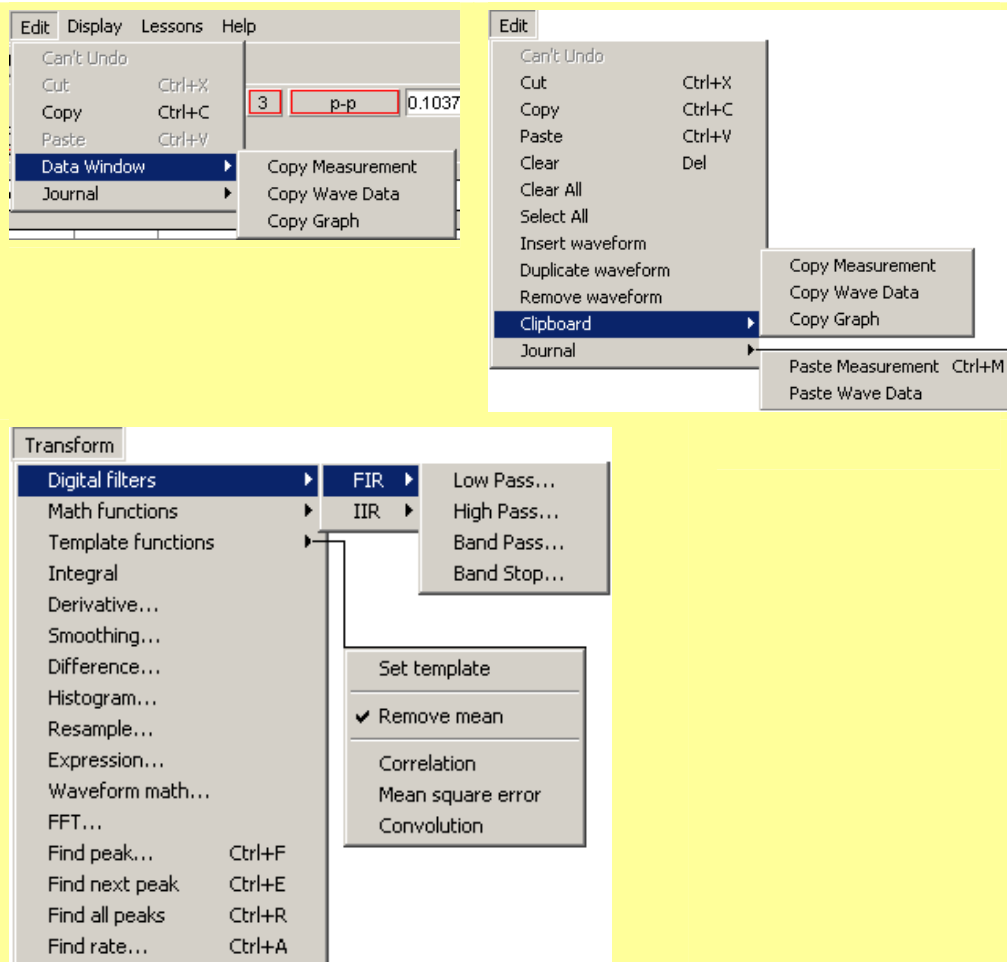 Edit Display Lessons Help
Can't Undo
Cut Ctrl+X
Copy Ctrl+C
Paste Ctrl+V
Data Window
Journal
3 p-p 0.1037
Copy Measurement
Copy Wave Data
Copy Graph
Edit
Can't Undo
Cut Ctrl+X
Copy Ctrl+C
Paste Ctrl+V
Clear Del
Clear All
Select All
Insert waveform
Duplicate waveform
Remove waveform
Clipboard
Journal
Copy Measurement
Copy Wave Data
Copy Graph
Paste Measurement Ctrl+M
Paste Wave Data
Transform
Digital filters
Math functions
Template functions
Integral
Derivative...
Smoothing...
Difference...
Histogram...
Resample...
Expression...
Waveform math...
FFT...
Find peak... Ctrl+F
Find next peak Ctrl+E
Find all peaks Ctrl+R
Find rate... Ctrl+A
FIR
IIR
Low Pass...
High Pass...
Band Pass...
Band Stop...
Set template
Remove mean
Correlation
Mean square error
Convolution